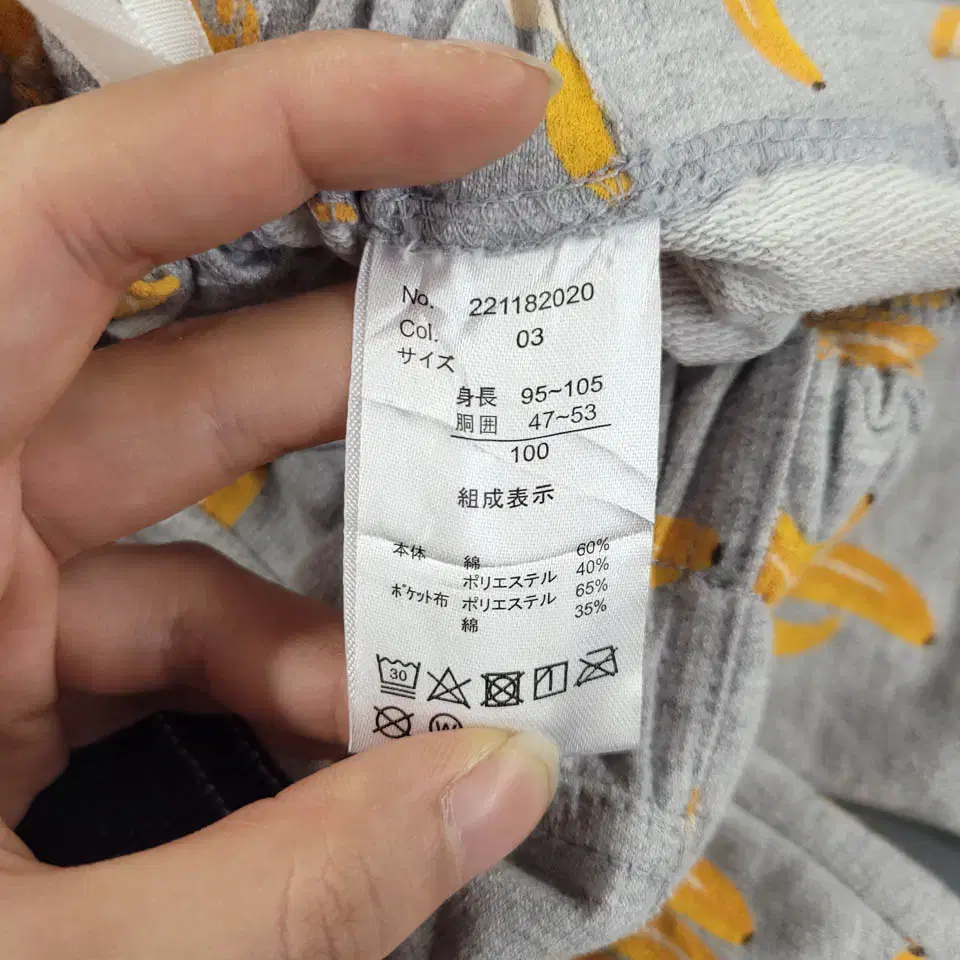 No. 221182020
Col. 03
サイズ
身長 95~105
胴囲 47~53
100
組成表示
本体 綿 60%
ポリエステル 40%
ﾎﾟｹｯﾄ布 ポリエステル 65%
綿 35%
30
W